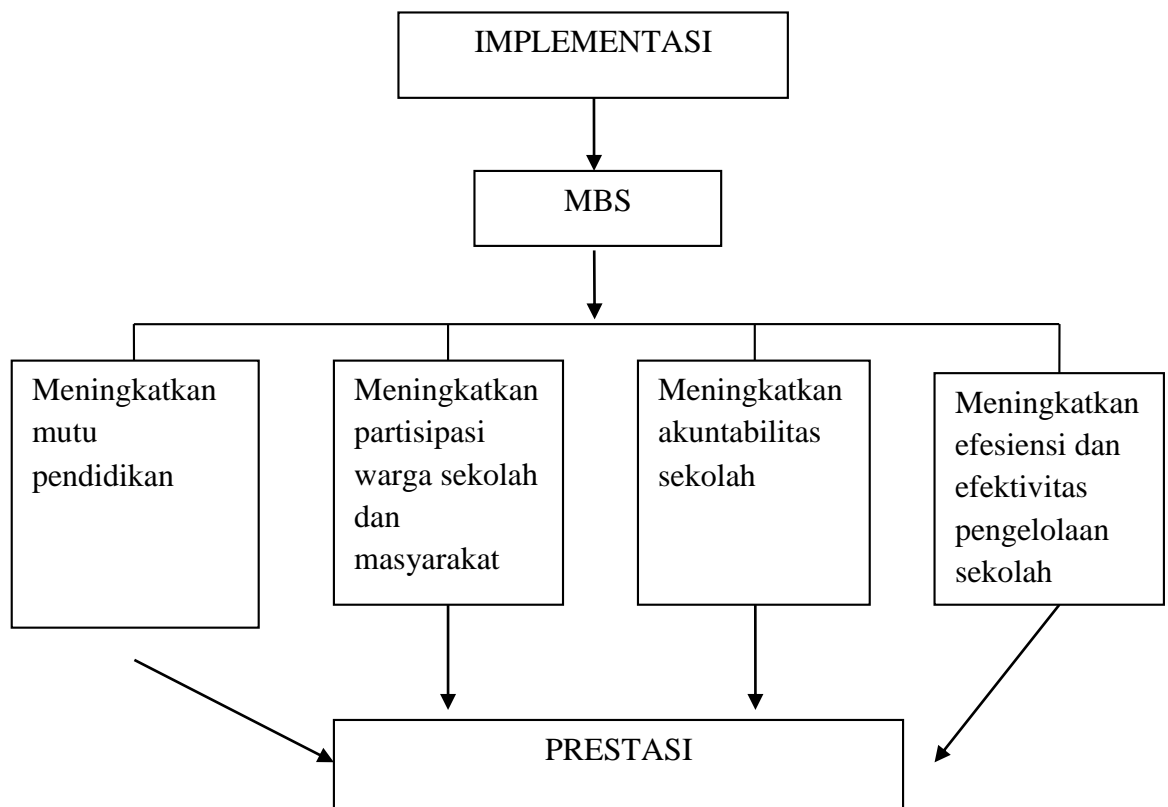 IMPLEMENTASI
MBS
Meningkatkan
mutu
pendidikan
Meningkatkan
partisipasi
warga sekolah
dan
masyarakat
Meningkatkan
akuntabilitas
sekolah
Meningkatkan
efesiensi dan
efektivitas
pengelolaan
sekolah
PRESTASI